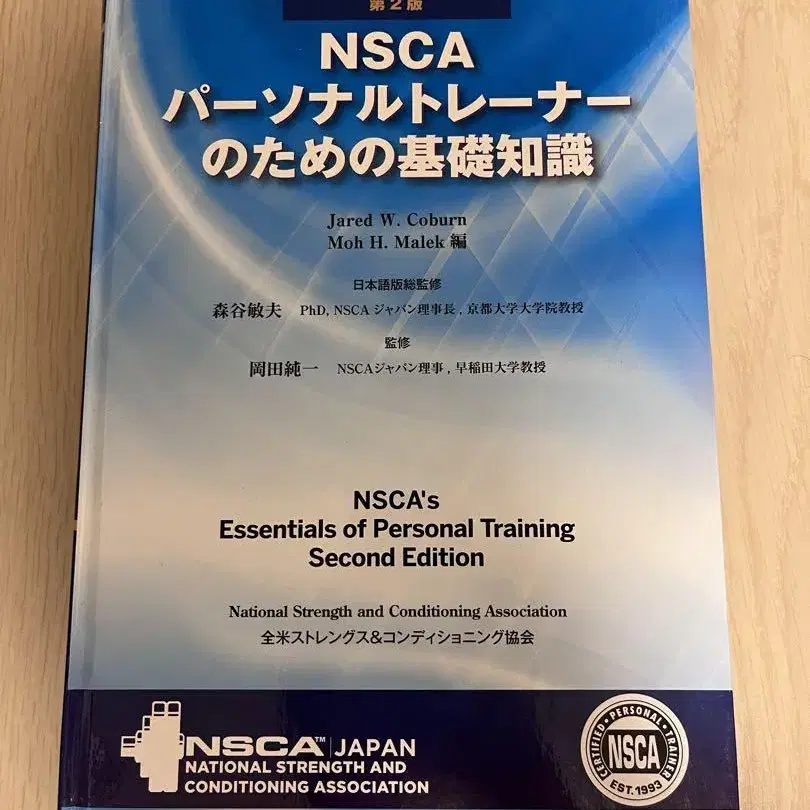 第2版
NSCA
パーソナルトレーナー
のための基礎知識
Jared W. Coburn
Moh H. Malek 編
日本語版総監修
森谷敏夫 PhD, NSCA ジャパン理事長, 京都大学大学院教授
監修
岡田純一 NSCAジャパン理事, 早稲田大学教授
NSCA's
Essentials of Personal Training
Second Edition
National Strength and Conditioning Association
全米ストレングス&コンディショニング協会
NSCA™ JAPAN
NATIONAL STRENGTH AND
CONDITIONING ASSOCIATION
CERTIFIED • PERSONAL • TRAINER
NSCA
EST. 1993